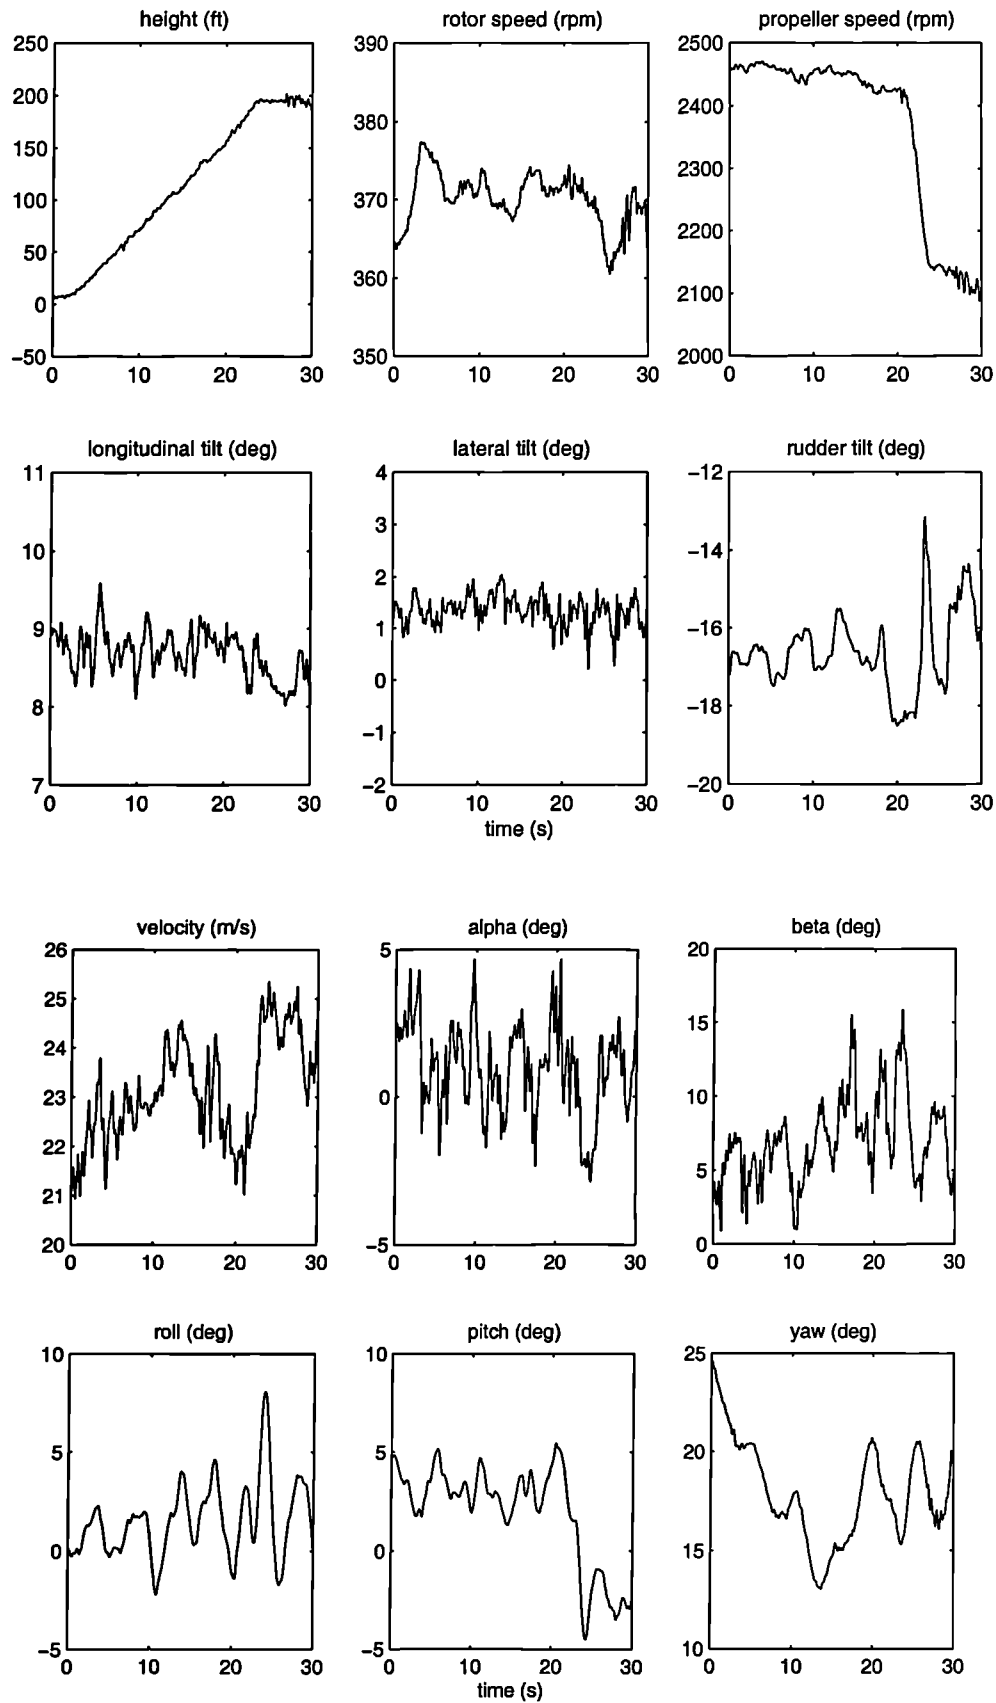 height (ft) rotor speed (rpm) propeller speed (rpm)
250 390 2500
200 2400
380
150
2300
100 370
50 2200
360
0 2100
−50 350 2000
0 10 20 30 0 10 20 30 0 10 20 30
longitudinal tilt (deg) lateral tilt (deg) rudder tilt (deg)
11 4 −12
3
10 −14
2
9 1 −16
0
8 −18
−1
7 −2 −20
0 10 20 30 0 10 20 30 0 10 20 30
time (s)
velocity (m/s) alpha (deg) beta (deg)
26 5 20
25
15
24
23 0 10
22
5
21
20 −5 0
0 10 20 30 0 10 20 30 0 10 20 30
roll (deg) pitch (deg) yaw (deg)
10 10 25
5 5 20
0 0 15
−5 −5 10
0 10 20 30 0 10 20 30 0 10 20 30
time (s)